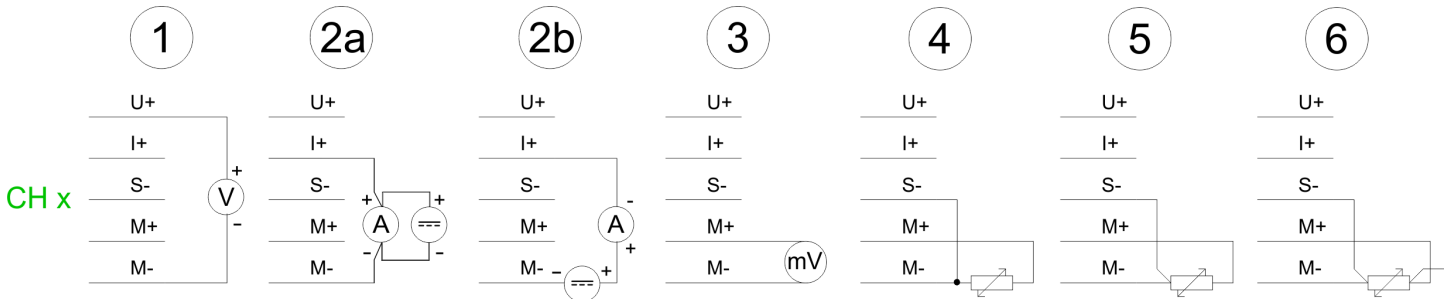 1 2a 2b 3 4 5 6
U+ U+ U+ U+ U+ U+ U+
I+ I+ I+ I+ I+ I+ I+
+
CH x S- V S- + + S- - S- S- S- S-
- M+ A M+ A M+ M+ M+ M+
- - +
M- M- M- - + M- mV M- M- M-